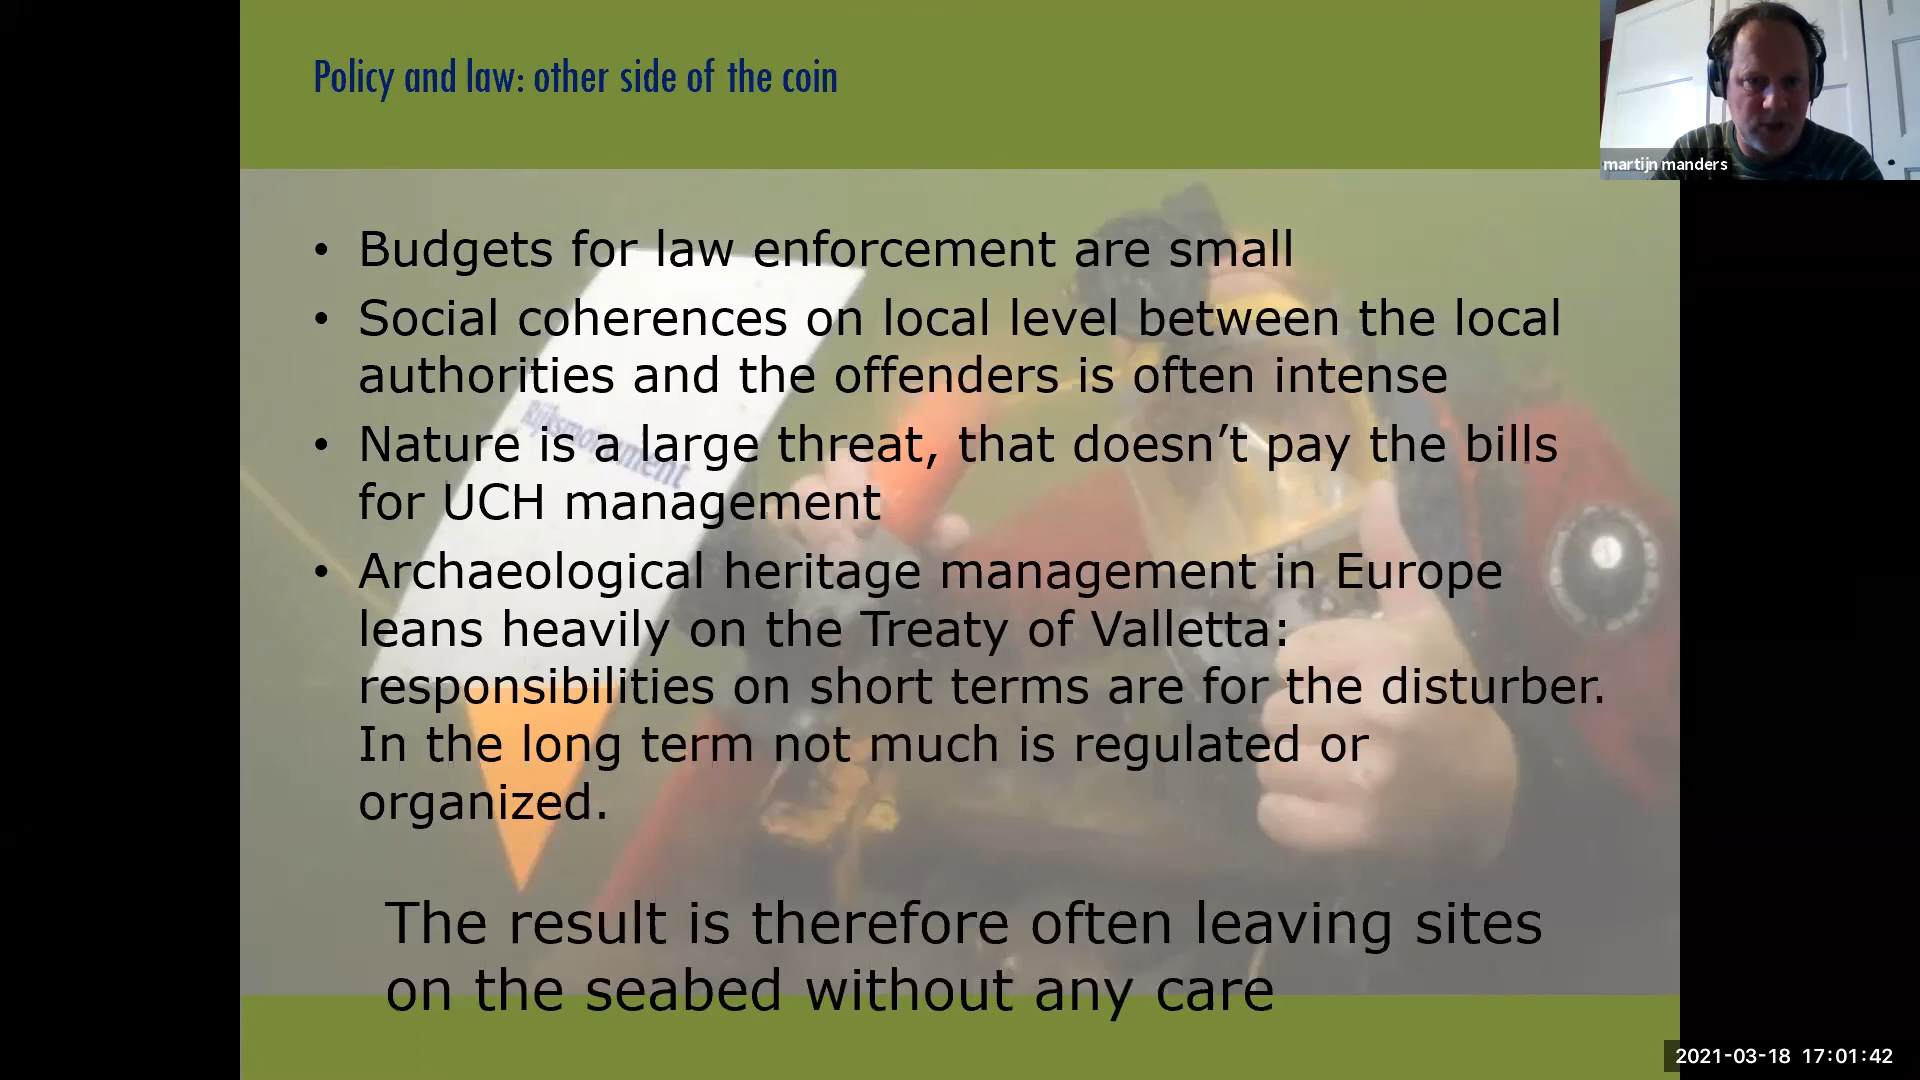 Policy and law: other side of the coin
martijn manders
• Budgets for law enforcement are small
• Social coherences on local level between the local
authorities and the offenders is often intense
• Nature is a large threat, that doesn’t pay the bills
for UCH management
• Archaeological heritage management in Europe
leans heavily on the Treaty of Valletta:
responsibilities on short terms are for the disturber.
In the long term not much is regulated or
organized.
rijksmonument
The result is therefore often leaving sites
on the seabed without any care
2021-03-18 17:01:42